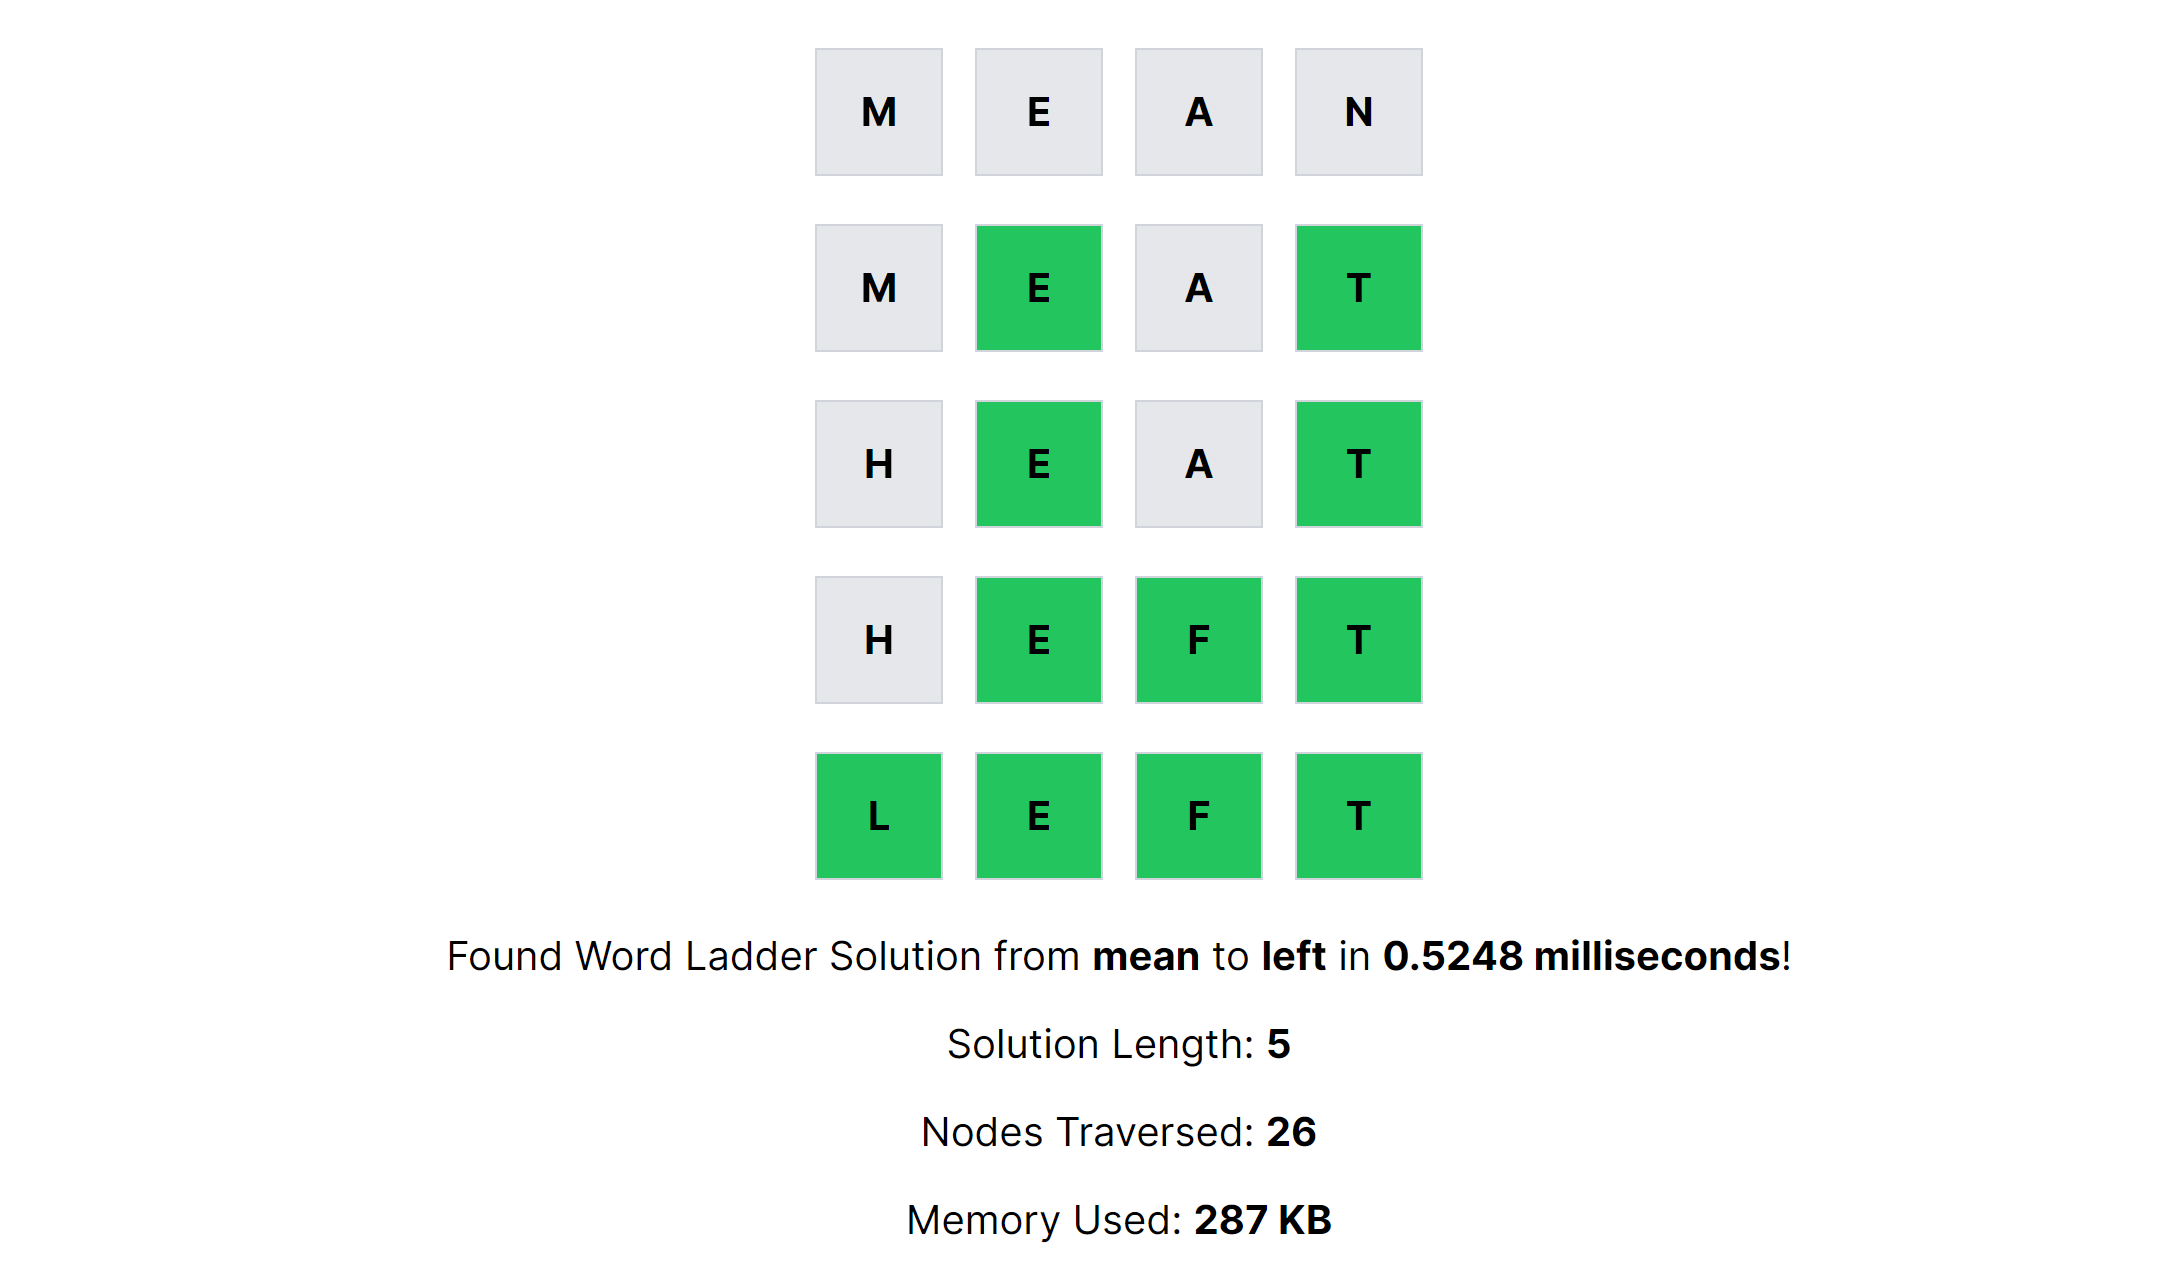 M E A N
M E A T
H E A T
H E F T
L E F T
Found Word Ladder Solution from mean to left in 0.5248 milliseconds!
Solution Length: 5
Nodes Traversed: 26
Memory Used: 287 KB